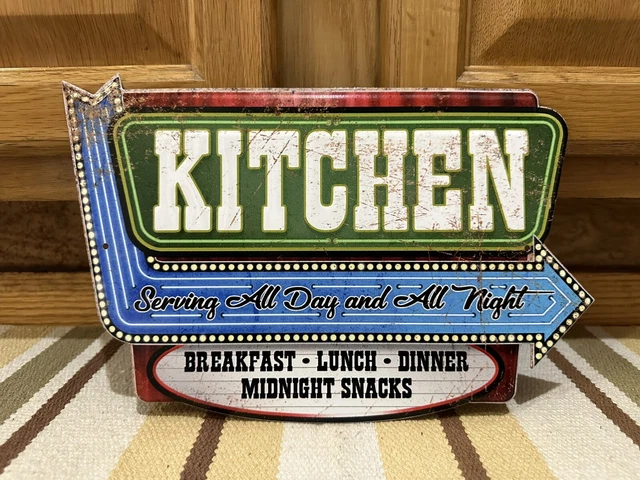 KITCHEN
Serving All Day and All Night
BREAKFAST • LUNCH • DINNER
MIDNIGHT SNACKS